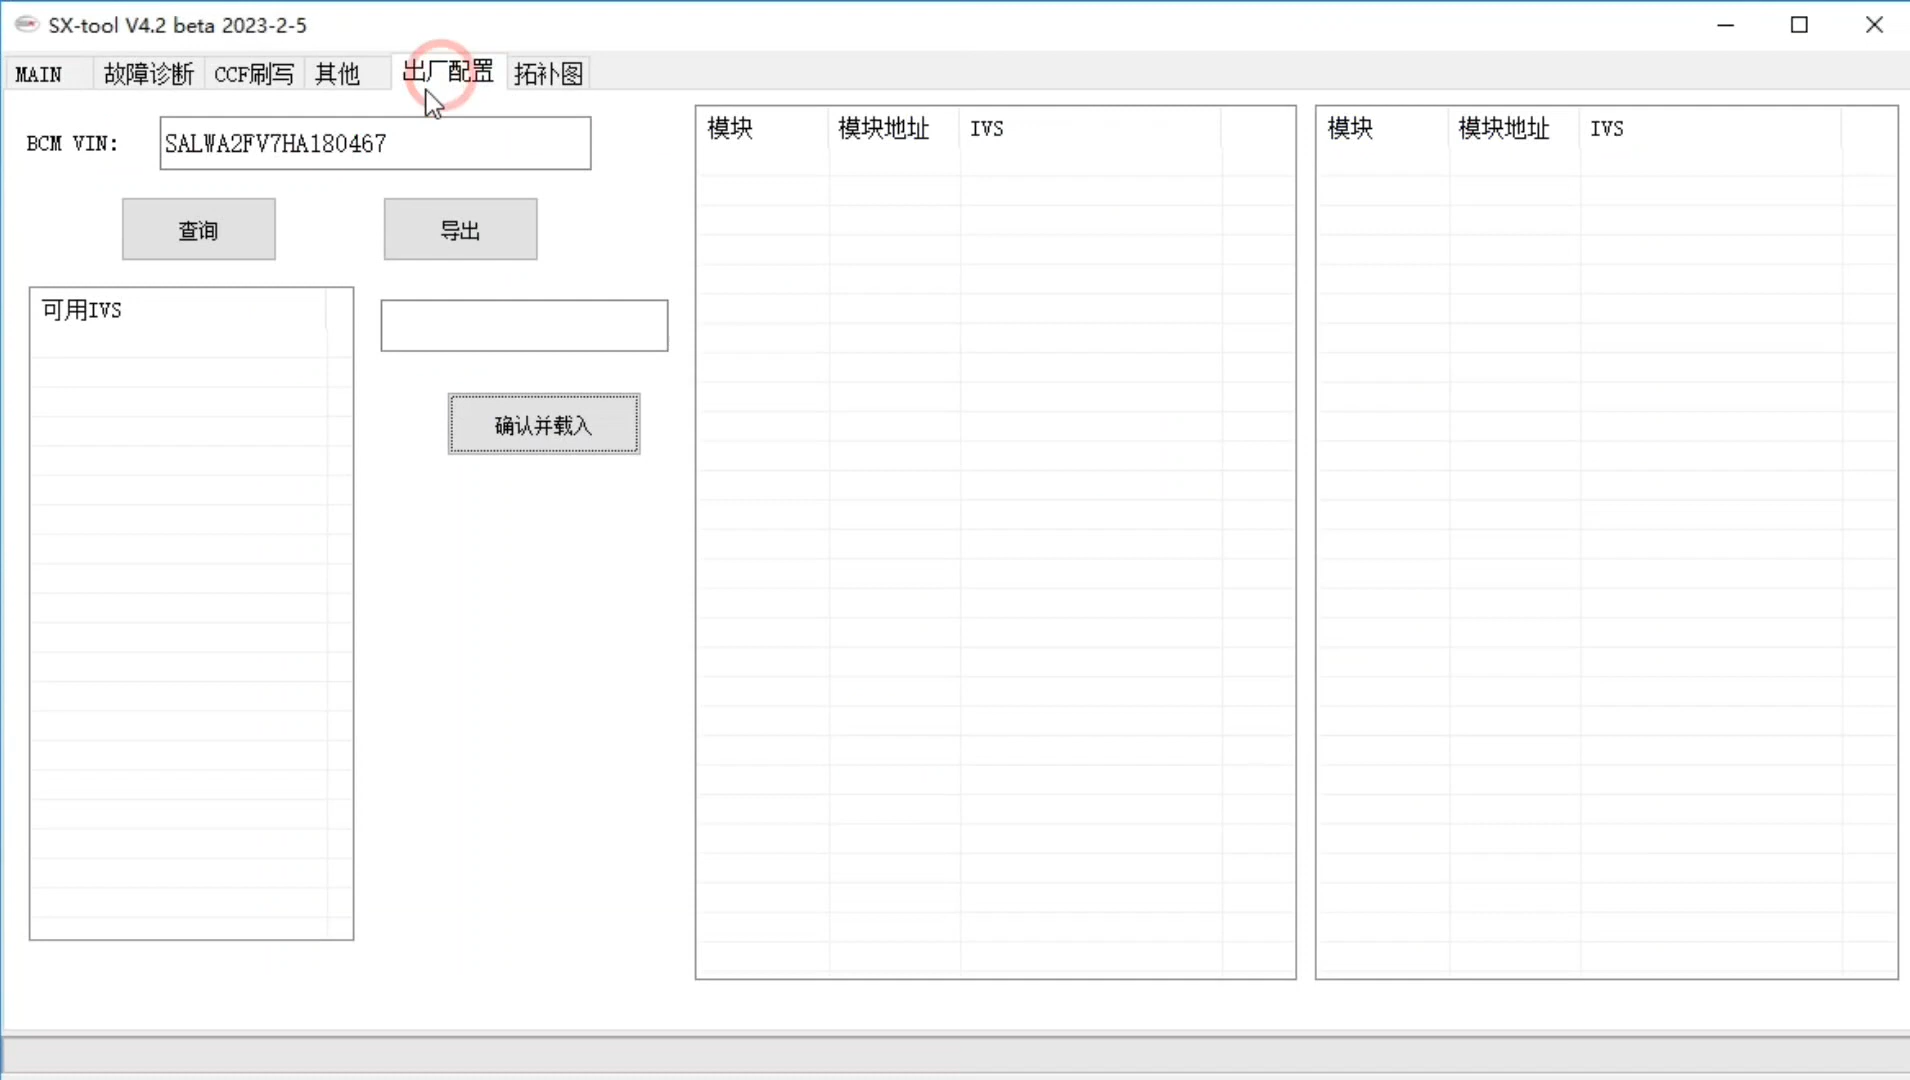 SX-tool V4.2 beta 2023-2-5
MAIN 故障诊断 CCF刷写 其他 出厂配置 拓补图
BCM VIN: SALWA2FV7HA180467
查询 导出
可用IVS
确认并载入
模块 模块地址 IVS
模块 模块地址 IVS